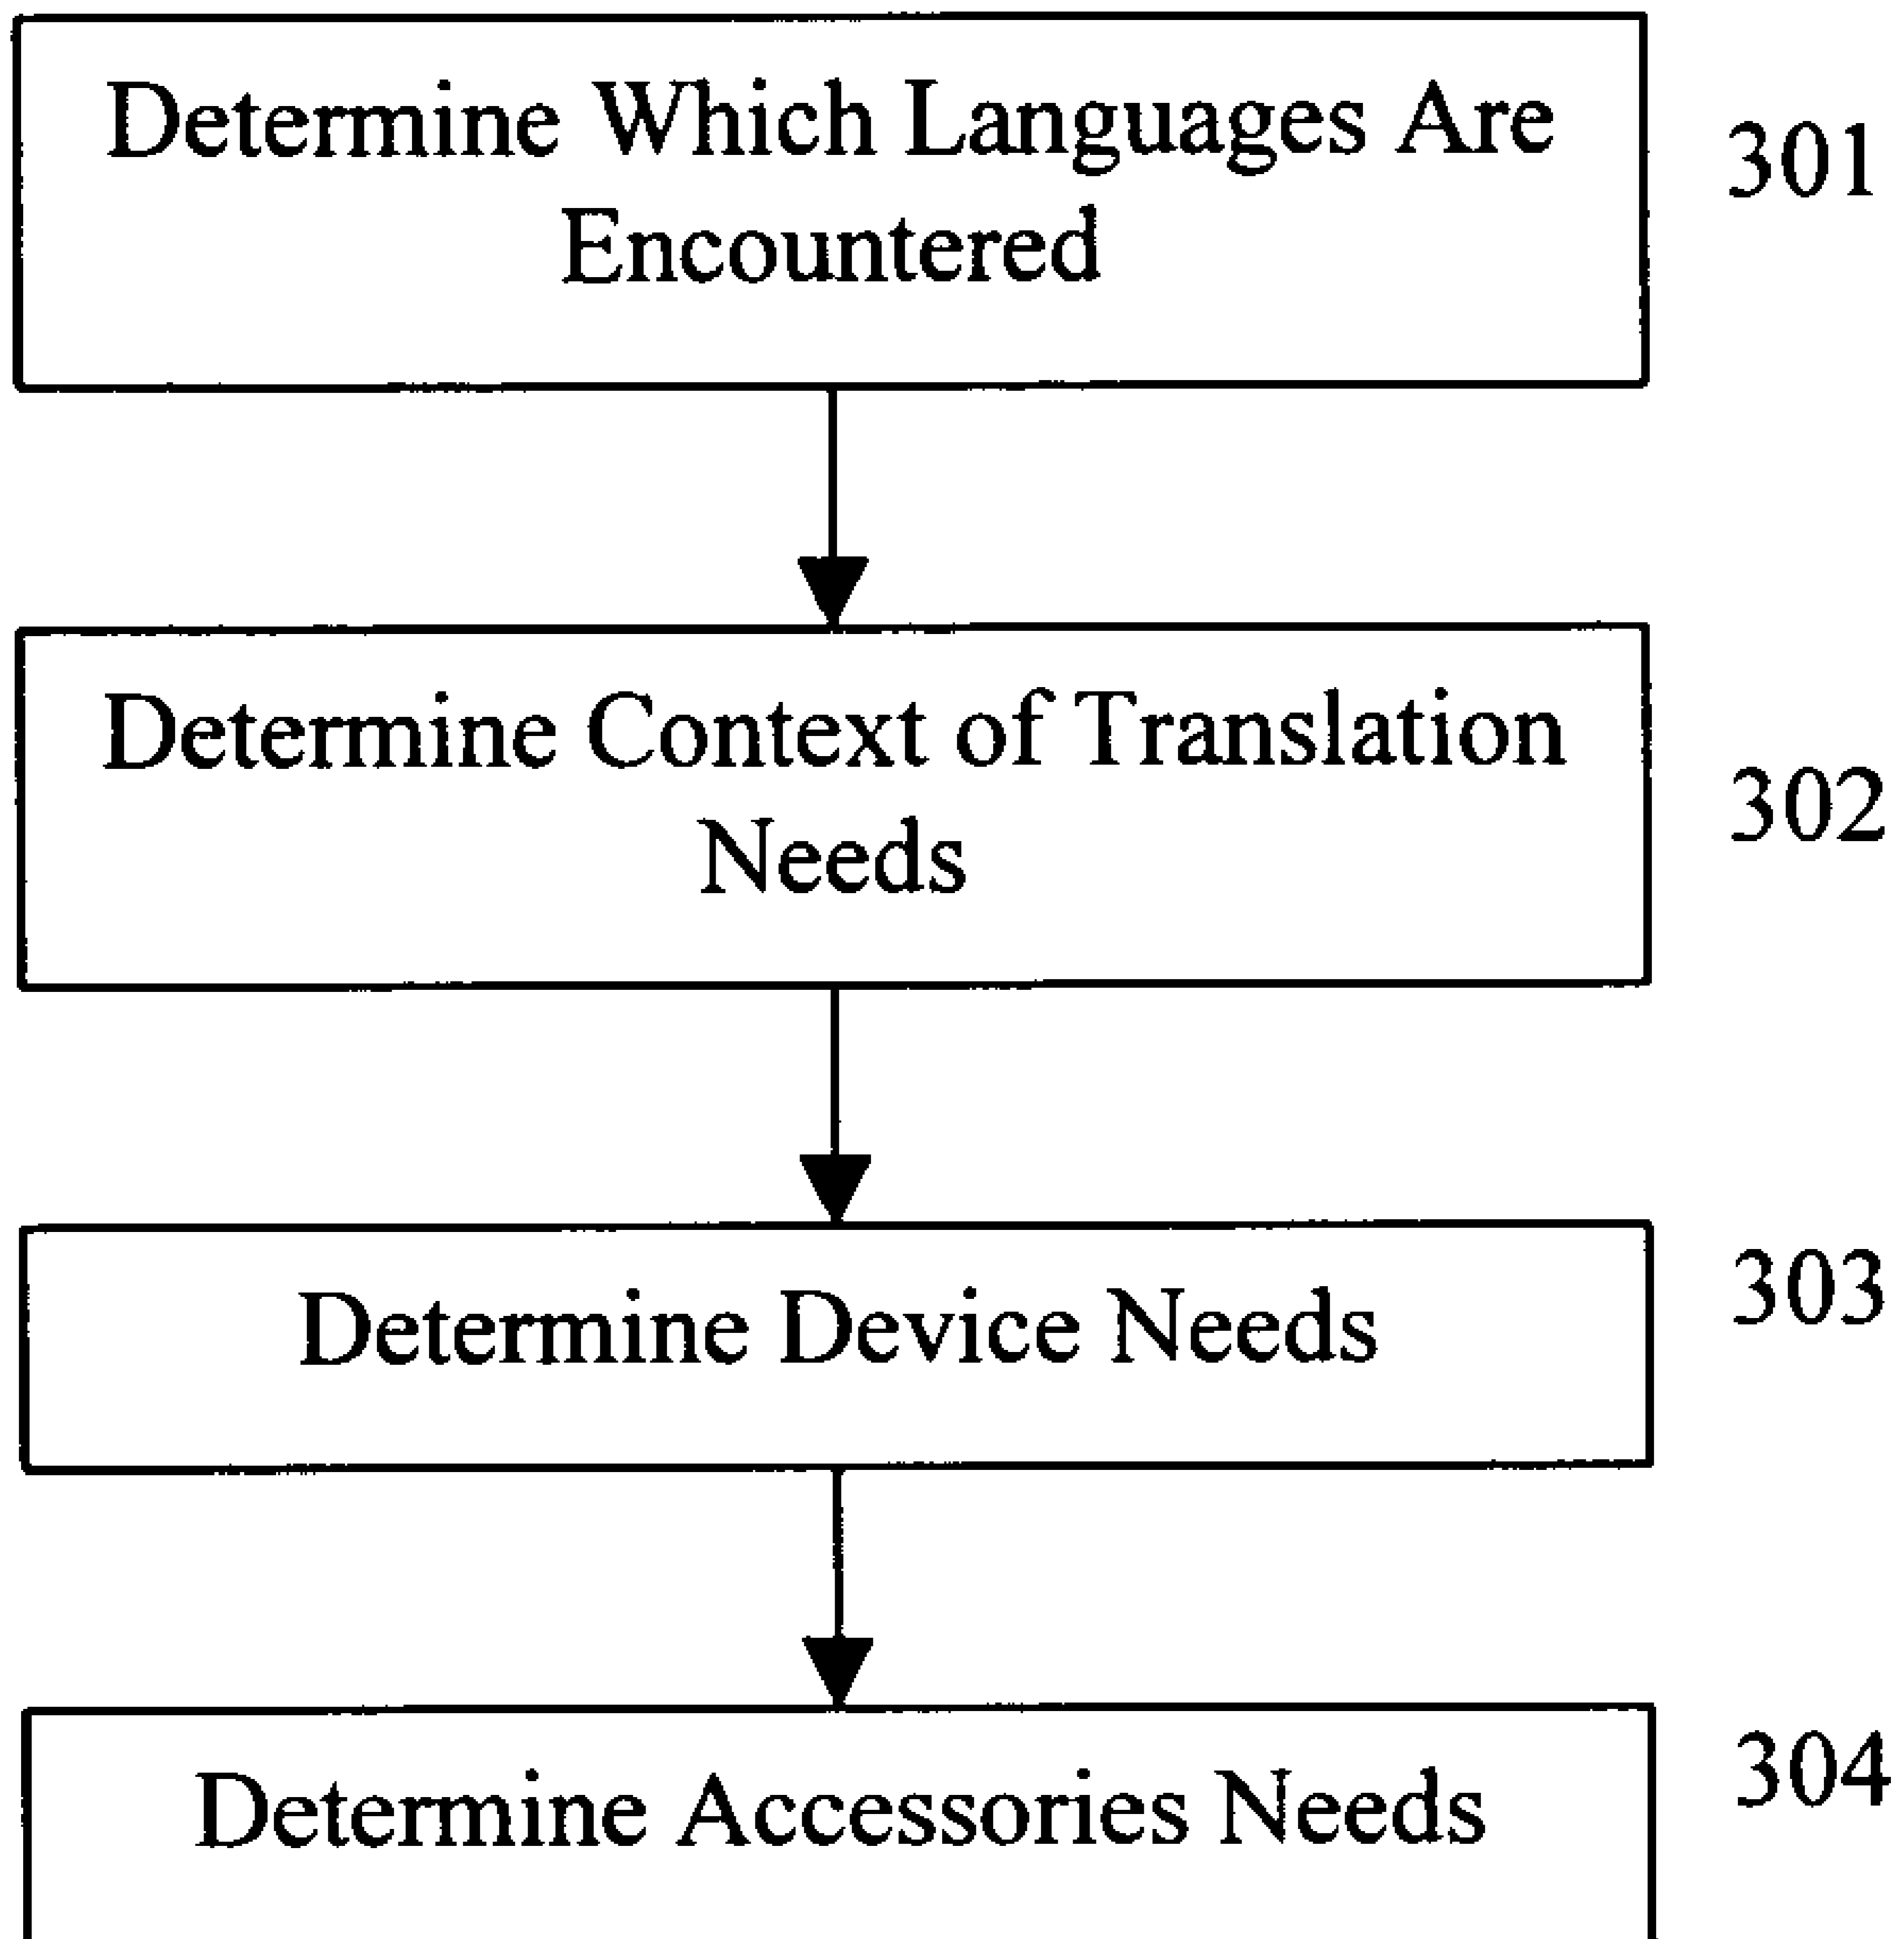 Determine Which Languages Are
Encountered
301
Determine Context of Translation
Needs
302
Determine Device Needs
303
Determine Accessories Needs
304